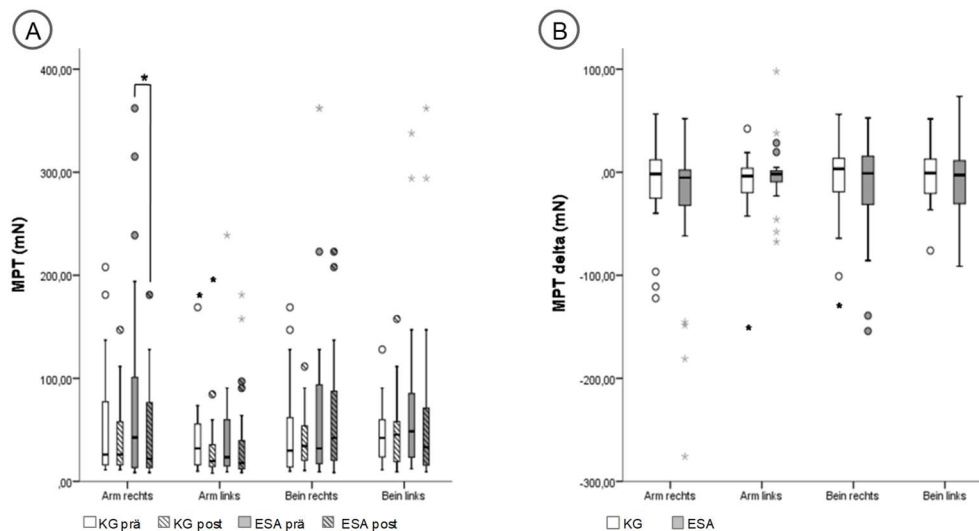 A
MPT (mN)
400,00
300,00
200,00
100,00
,00
*
Arm rechts Arm links Bein rechts Bein links
KG prä KG post ESA prä ESA post
B
MPT delta (mN)
100,00
,00
-100,00
-200,00
-300,00
Arm rechts Arm links Bein rechts Bein links
KG ESA